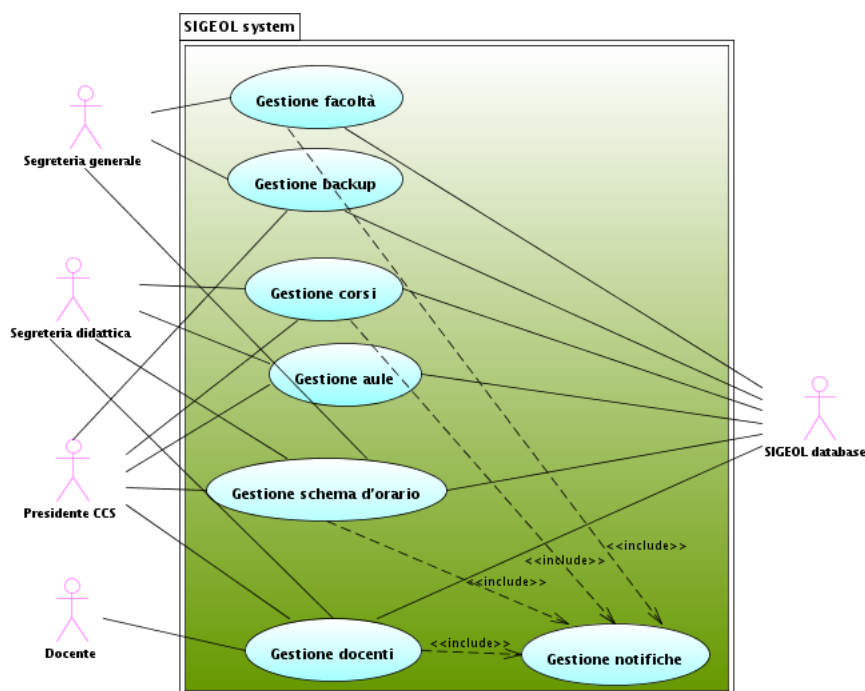 SIGEOL system
Gestione facoltà
Segreteria generale
Gestione backup
Gestione corsi
Segreteria didattica
Gestione aule
SIGEOL database
Gestione schema d'orario
Presidente CCS
<<include>>
<<include>>
<<include>>
<<include>>
Docente
Gestione docenti
Gestione notifiche